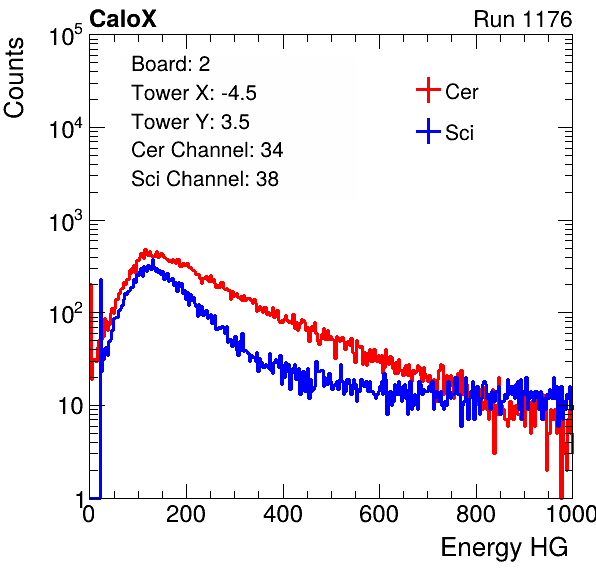 CaloX
Run 1176
Counts
10^5
10^4
10^3
10^2
10
1
Board: 2
Tower X: -4.5
Tower Y: 3.5
Cer Channel: 34
Sci Channel: 38
Cer
Sci
0 200 400 600 800 1000
Energy HG